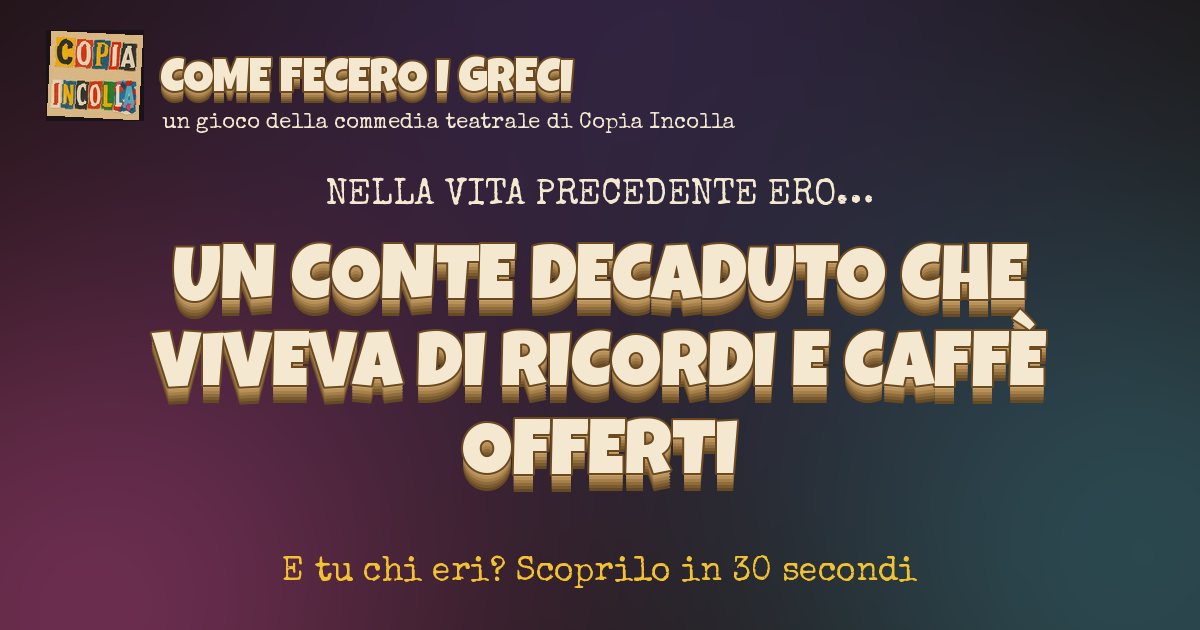 COPIA
INCOLLA
COME FECERO I GRECI
un gioco della commedia teatrale di Copia Incolla
NELLA VITA PRECEDENTE ERO...
UN CONTE DECADUTO CHE
VIVEVA DI RICORDI E CAFFÈ
OFFERTI
E tu chi eri? Scoprilo in 30 secondi